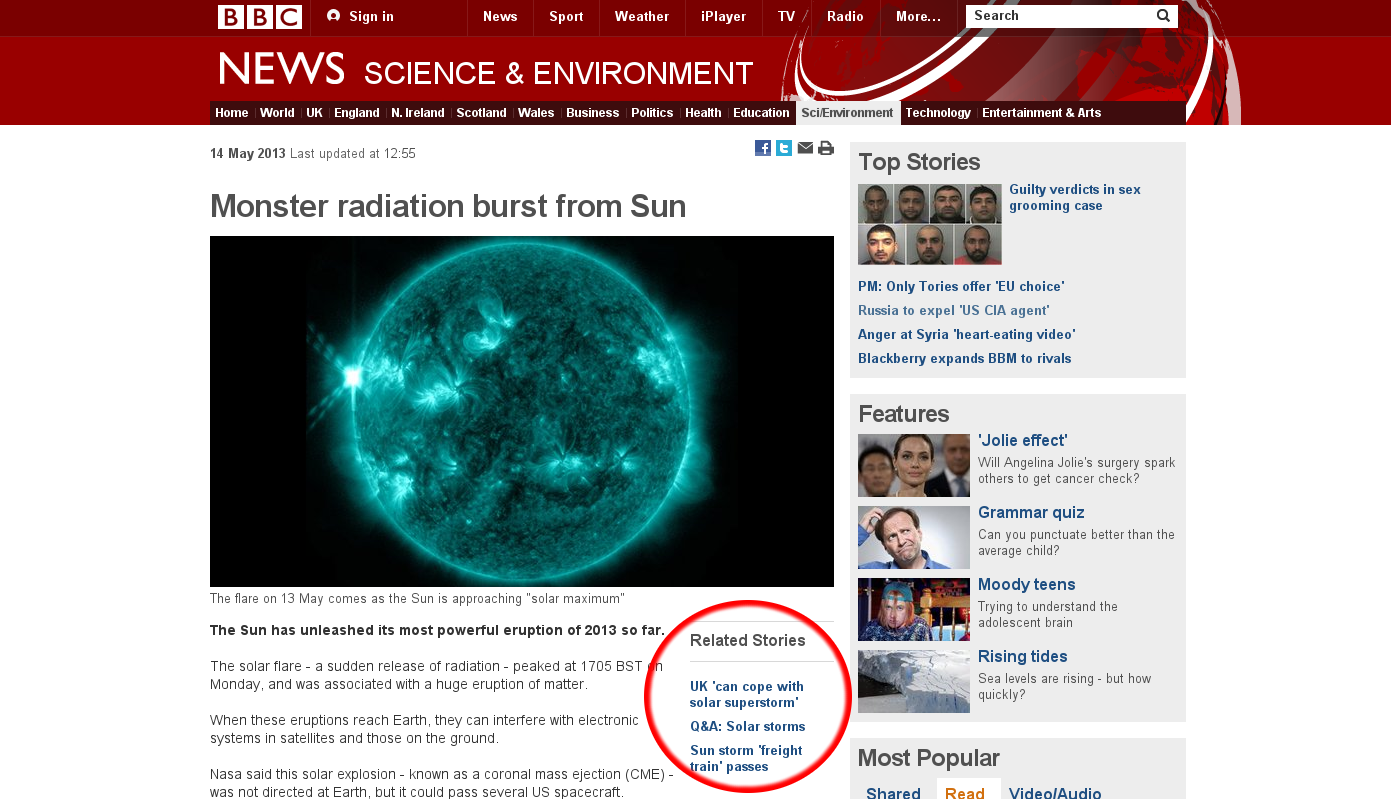 BBC
Sign in
News
Sport
Weather
iPlayer
TV
Radio
More…
Search
NEWS SCIENCE & ENVIRONMENT
Home
World
UK
England
N. Ireland
Scotland
Wales
Business
Politics
Health
Education
Sci/Environment
Technology
Entertainment & Arts
14 May 2013 Last updated at 12:55
Monster radiation burst from Sun
The flare on 13 May comes as the Sun is approaching "solar maximum"
The Sun has unleashed its most powerful eruption of 2013 so far.
The solar flare - a sudden release of radiation - peaked at 1705 BST on
Monday, and was associated with a huge eruption of matter.
When these eruptions reach Earth, they can interfere with electronic
systems in satellites and those on the ground.
Nasa said this solar explosion - known as a coronal mass ejection (CME) -
was not directed at Earth, but it could pass several US spacecraft.
Related Stories
UK 'can cope with
solar superstorm'
Q&A: Solar storms
Sun storm 'freight
train' passes
Top Stories
Guilty verdicts in sex
grooming case
PM: Only Tories offer 'EU choice'
Russia to expel 'US CIA agent'
Anger at Syria 'heart-eating video'
Blackberry expands BBM to rivals
Features
'Jolie effect'
Will Angelina Jolie's surgery spark
others to get cancer check?
Grammar quiz
Can you punctuate better than the
average child?
Moody teens
Trying to understand the
adolescent brain
Rising tides
Sea levels are rising - but how
quickly?
Most Popular
Shared
Read
Video/Audio